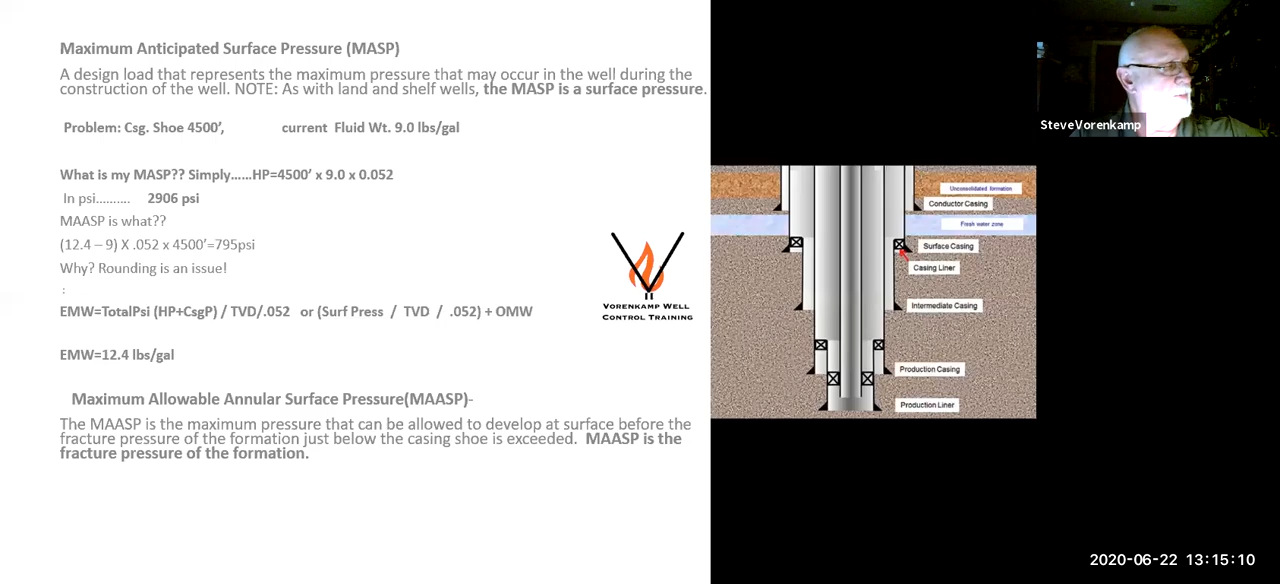 Maximum Anticipated Surface Pressure (MASP)
A design load that represents the maximum pressure that may occur in the well during the
construction of the well. NOTE: As with land and shelf wells, the MASP is a surface pressure.
Problem: Csg. Shoe 4500’, current Fluid Wt. 9.0 lbs/gal
What is my MASP?? Simply……HP=4500’ x 9.0 x 0.052
In psi………. 2906 psi
MAASP is what??
(12.4 – 9) X .052 x 4500’=795psi
Why? Rounding is an issue!
:
EMW=TotalPsi (HP+CsgP) / TVD/.052 or (Surf Press / TVD / .052) + OMW
EMW=12.4 lbs/gal
Maximum Allowable Annular Surface Pressure(MAASP)-
The MAASP is the maximum pressure that can be allowed to develop at surface before the
fracture pressure of the formation just below the casing shoe is exceeded. MAASP is the
fracture pressure of the formation.
VORENKAMP WELL
CONTROL TRAINING
Unconsolidated formation
Conductor Casing
Fresh water zone
Surface Casing
Casing Liner
Intermediate Casing
Production Casing
Production Liner
SteveVorenkamp
2020-06-22 13:15:10